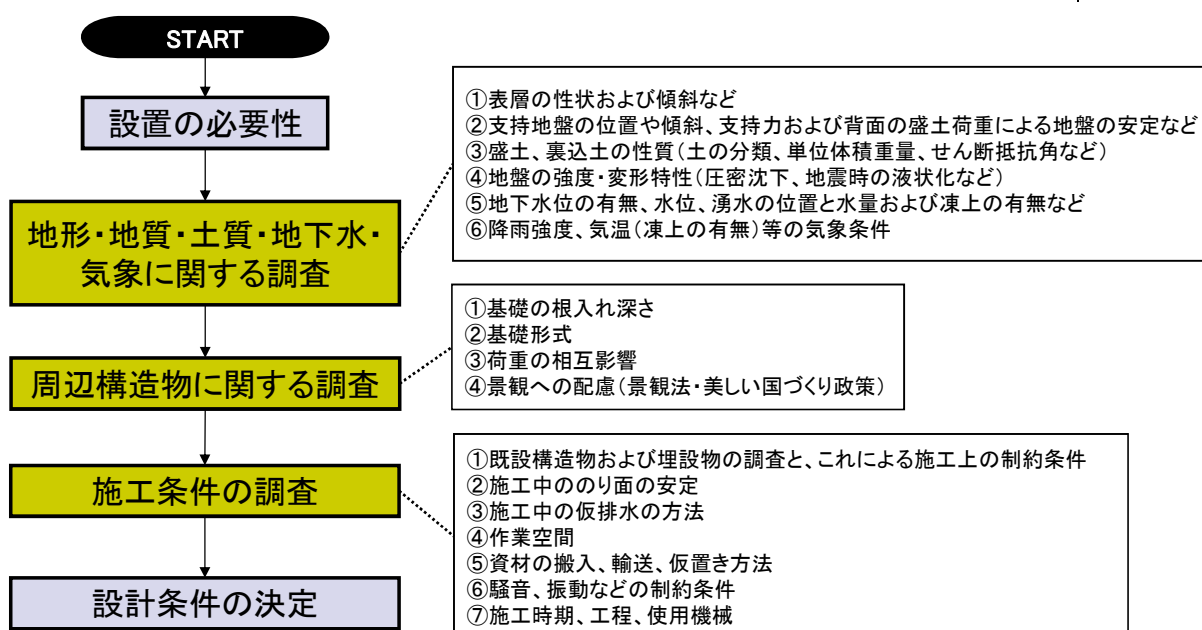 START
設置の必要性
地形・地質・土質・地下水・
気象に関する調査
①表層の性状および傾斜など
②支持地盤の位置や傾斜、支持力および背面の盛土荷重による地盤の安定など
③盛土、裏込土の性質(土の分類、単位体積重量、せん断抵抗角など)
④地盤の強度・変形特性(圧密沈下、地震時の液状化など)
⑤地下水位の有無、水位、湧水の位置と水量および凍上の有無など
⑥降雨強度、気温(凍上の有無)等の気象条件
周辺構造物に関する調査
①基礎の根入れ深さ
②基礎形式
③荷重の相互影響
④景観への配慮(景観法・美しい国づくり政策)
施工条件の調査
①既設構造物および埋設物の調査と、これによる施工上の制約条件
②施工中ののり面の安定
③施工中の仮排水の方法
④作業空間
⑤資材の搬入、輸送、仮置き方法
⑥騒音、振動などの制約条件
⑦施工時期、工程、使用機械
設計条件の決定